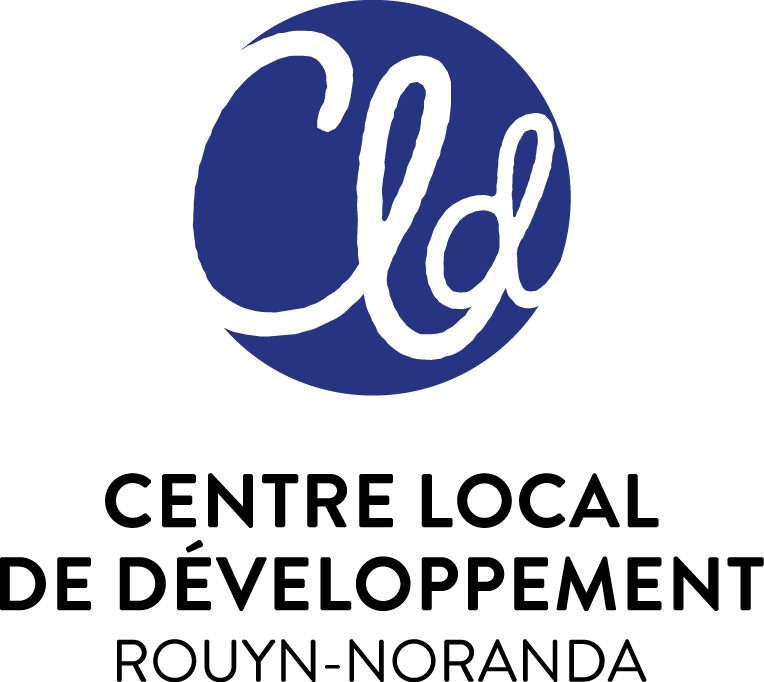 Cld
CENTRE LOCAL
DE DÉVELOPPEMENT
ROUYN-NORANDA